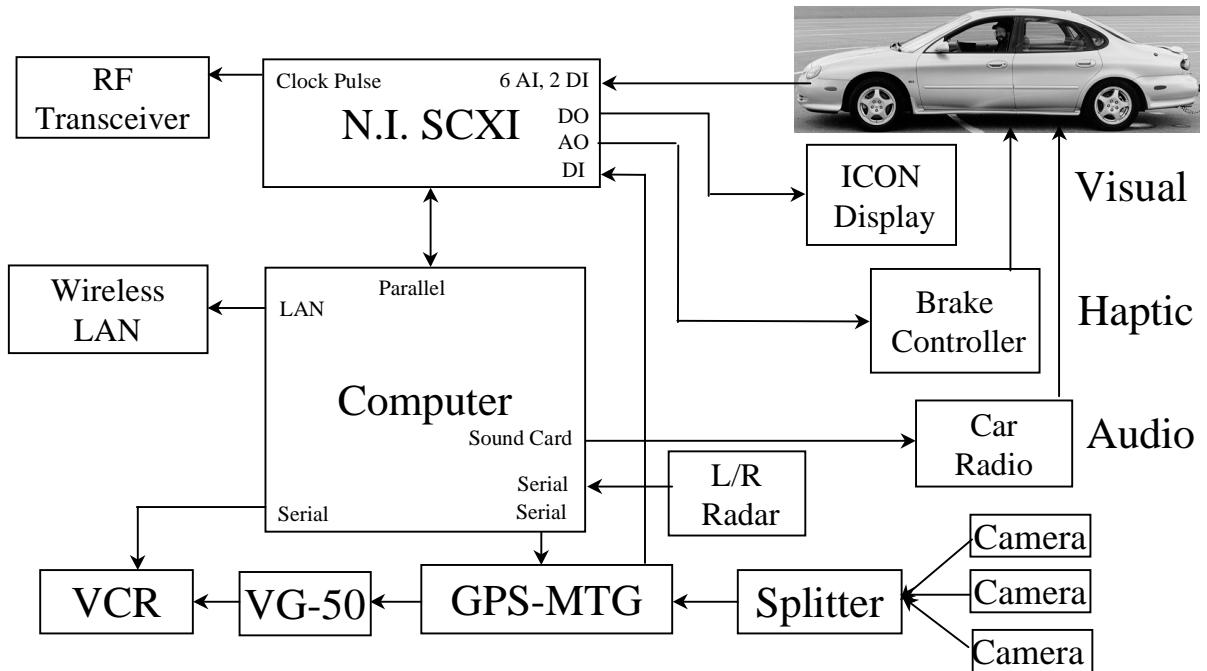 RF
Transceiver
Clock Pulse
6 AI, 2 DI
N.I. SCXI
DO
AO
DI
ICON
Display
Visual
Wireless
LAN
LAN
Parallel
Computer
Sound Card
Serial
Serial
Serial
Brake
Controller
Haptic
Car
Radio
Audio
L/R
Radar
VCR
VG-50
GPS-MTG
Splitter
Camera
Camera
Camera